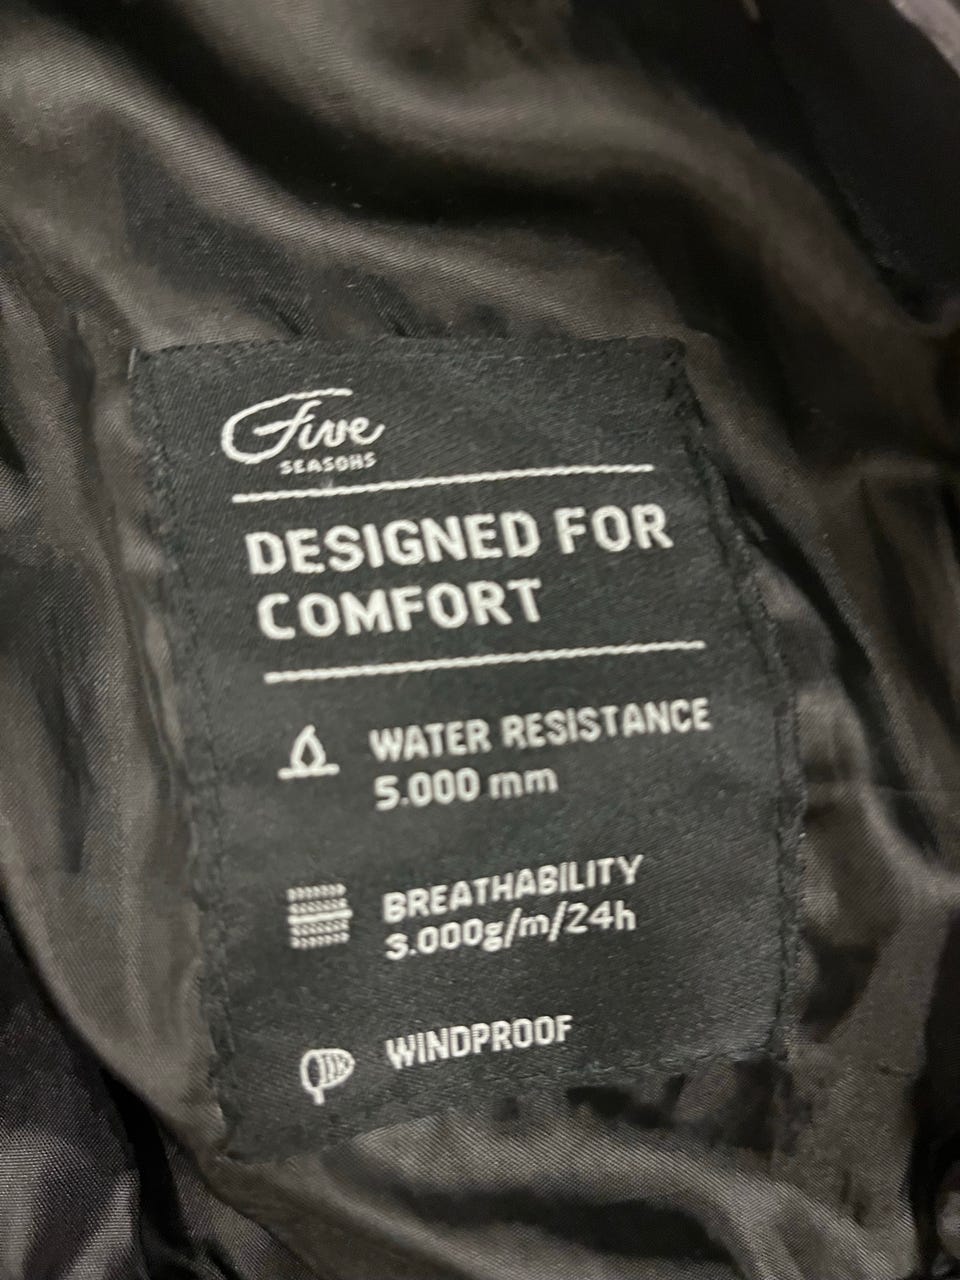 Five
SEASONS
DESIGNED FOR
COMFORT
WATER RESISTANCE
5.000 mm
BREATHABILITY
3.000g/m/24h
WINDPROOF